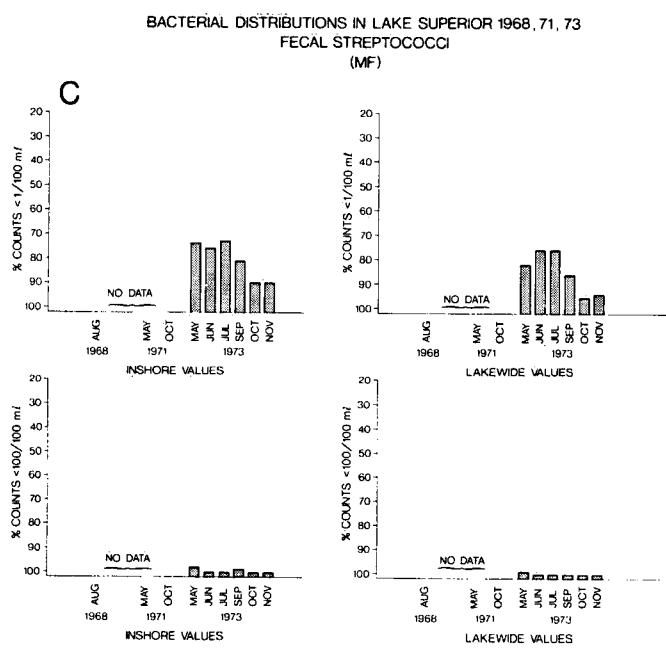 BACTERIAL DISTRIBUTIONS IN LAKE SUPERIOR 1968, 71, 73
FECAL STREPTOCOCCI
(MF)
C
% COUNTS <1/100 ml
20
30
40
50
60
70
80
90
100
NO DATA
AUG MAY OCT MAY JUN JUL SEP OCT NOV
1968 1971 1973
INSHORE VALUES
% COUNTS <1/100 ml
20
30
40
50
60
70
80
90
100
NO DATA
AUG MAY OCT MAY JUN JUL SEP OCT NOV
1968 1971 1973
LAKEWIDE VALUES
% COUNTS <100/100 ml
20
30
40
50
60
70
80
90
100
NO DATA
AUG MAY OCT MAY JUN JUL SEP OCT NOV
1968 1971 1973
INSHORE VALUES
% COUNTS <100/100 ml
20
30
40
50
60
70
80
90
100
NO DATA
AUG MAY OCT MAY JUN JUL SEP OCT NOV
1968 1971 1973
LAKEWIDE VALUES